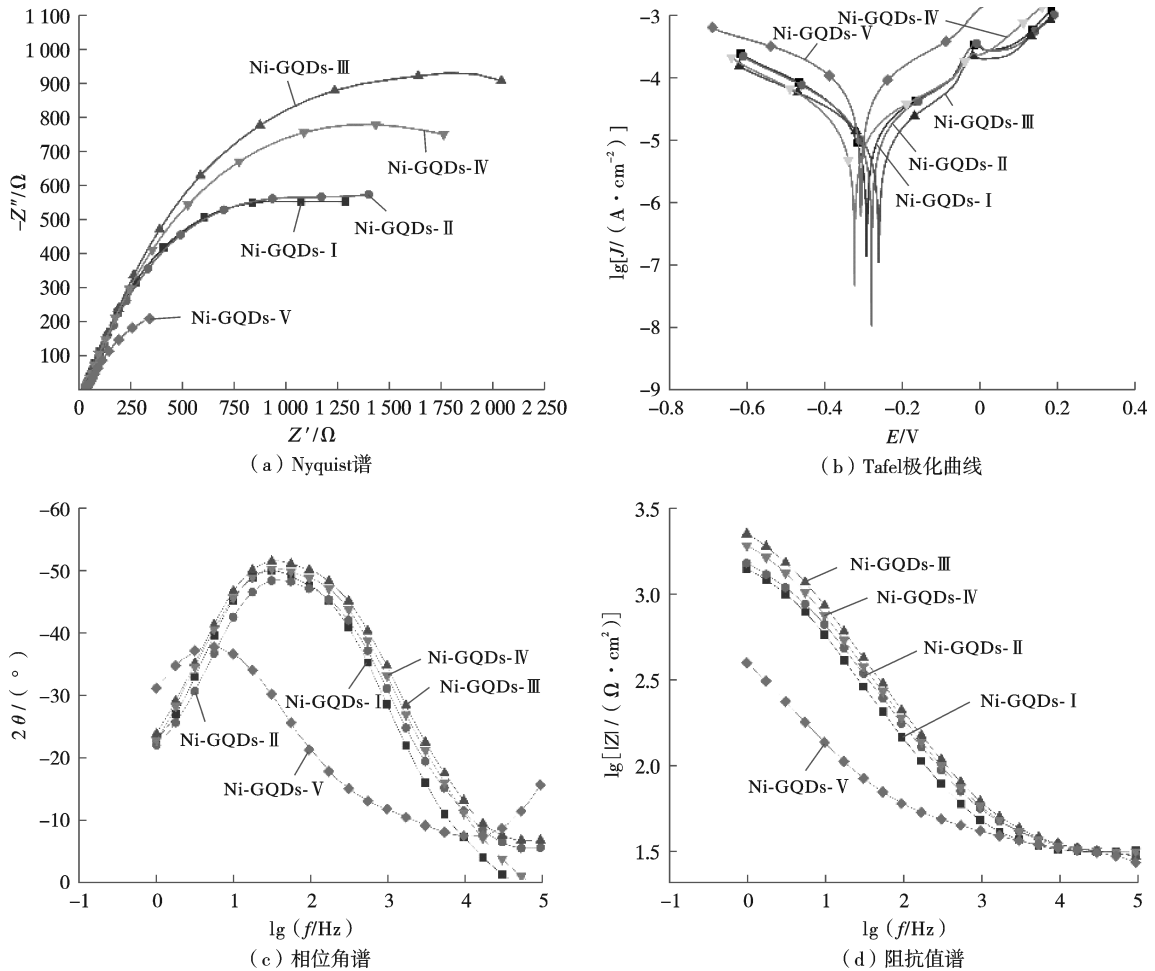 1 100
1 000
900
800
700
600
500
400
300
200
100
-Z″/Ω
0 250 500 750 1 000 1 250 1 500 1 750 2 000 2 250
Z′/Ω
Ni-GQDs-Ⅲ
Ni-GQDs-Ⅳ
Ni-GQDs-Ⅱ
Ni-GQDs-Ⅰ
Ni-GQDs-Ⅴ
（a）Nyquist谱
-3
-4
-5
-6
-7
-8
-9
lg[J/（A·cm⁻²）]
-0.8 -0.6 -0.4 -0.2 0 0.2 0.4
E/V
Ni-GQDs-Ⅳ
Ni-GQDs-Ⅴ
Ni-GQDs-Ⅲ
Ni-GQDs-Ⅱ
Ni-GQDs-Ⅰ
（b）Tafel极化曲线
-60
-50
-40
-30
-20
-10
0
2θ/（°）
-1 0 1 2 3 4 5
lg（f/Hz）
Ni-GQDs-Ⅳ
Ni-GQDs-Ⅲ
Ni-GQDs-Ⅰ
Ni-GQDs-Ⅱ
Ni-GQDs-Ⅴ
（c）相位角谱
3.5
3.0
2.5
2.0
1.5
lg[|Z|/（Ω·cm²）]
-1 0 1 2 3 4 5
lg（f/Hz）
Ni-GQDs-Ⅲ
Ni-GQDs-Ⅳ
Ni-GQDs-Ⅱ
Ni-GQDs-Ⅰ
Ni-GQDs-Ⅴ
（d）阻抗值谱